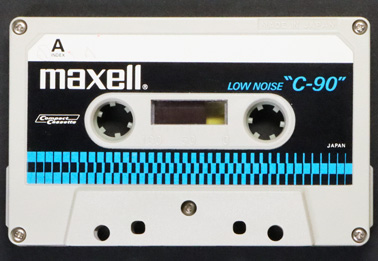 A
maxell®
LOW NOISE "C-90"
Compact Cassette
JAPAN